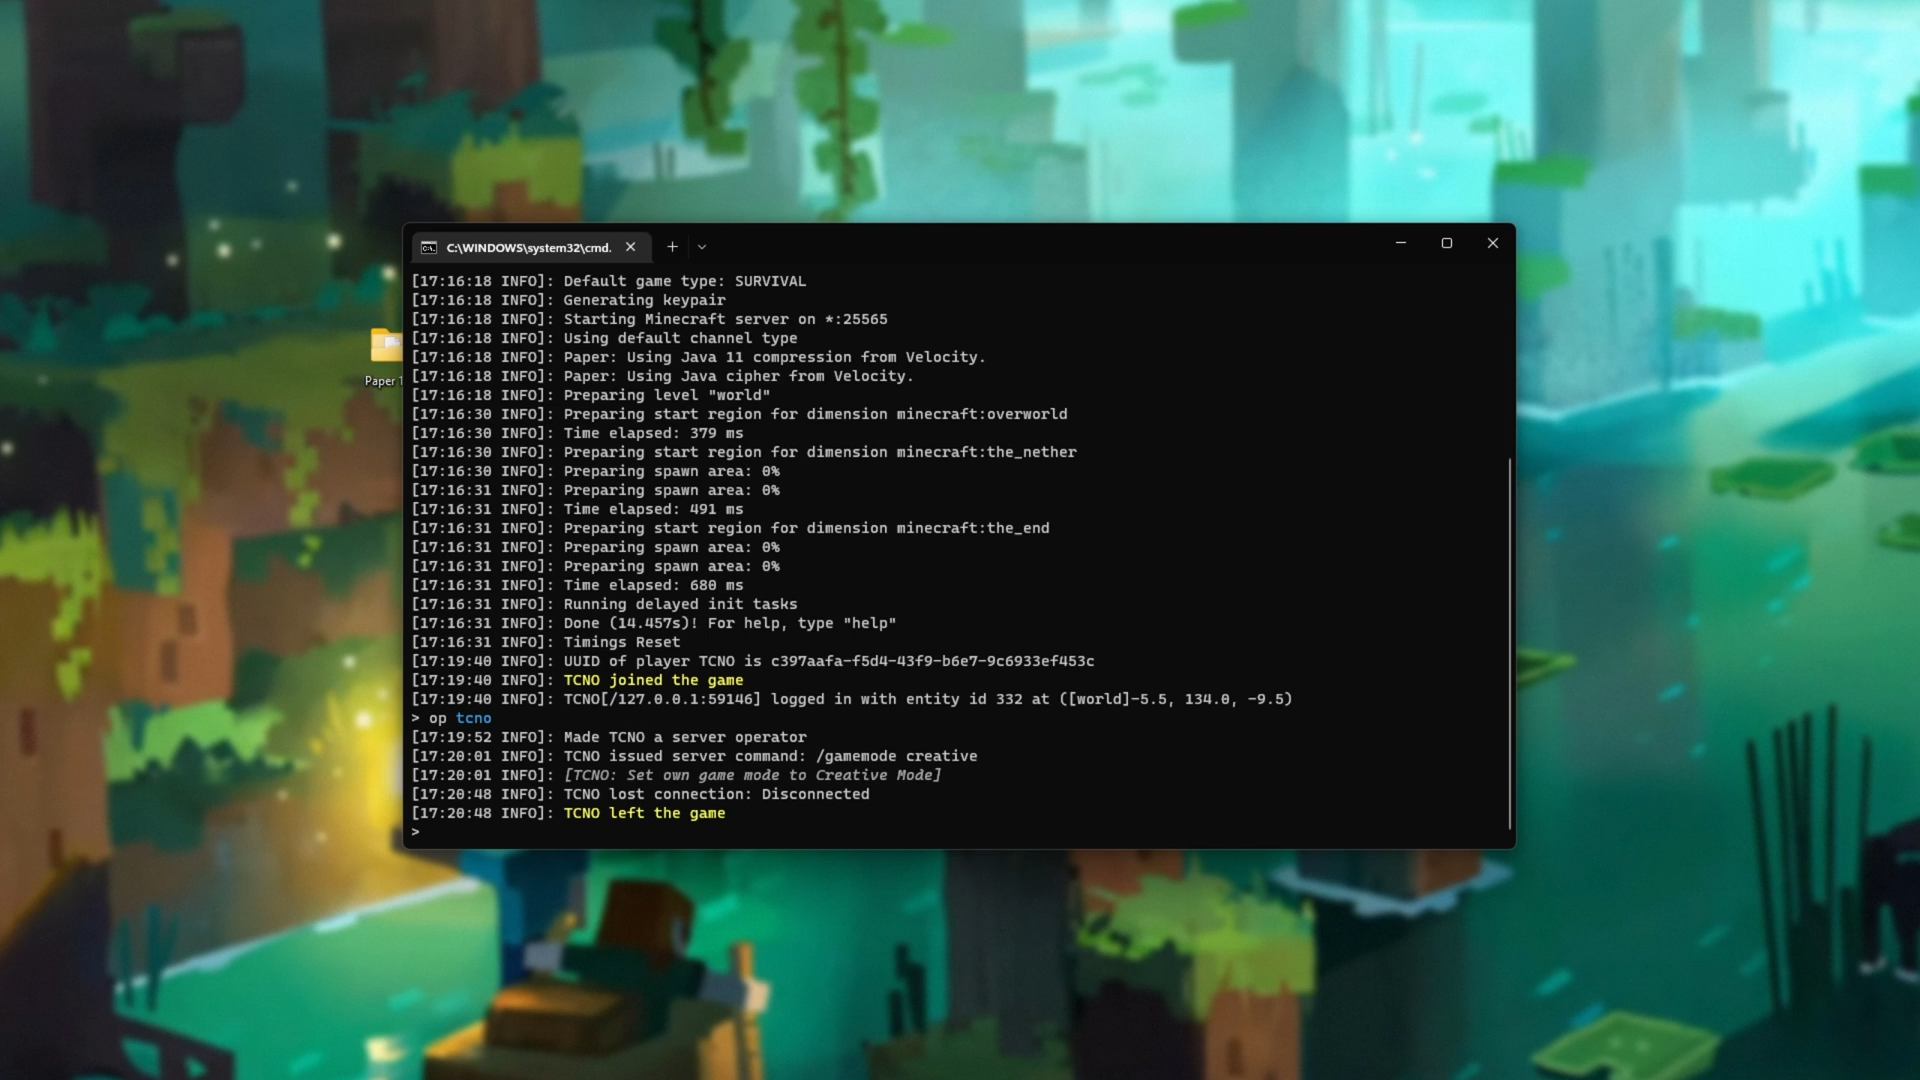 C:\WINDOWS\system32\cmd.
[17:16:18 INFO]: Default game type: SURVIVAL
[17:16:18 INFO]: Generating keypair
[17:16:18 INFO]: Starting Minecraft server on *:25565
[17:16:18 INFO]: Using default channel type
[17:16:18 INFO]: Paper: Using Java 11 compression from Velocity.
[17:16:18 INFO]: Paper: Using Java cipher from Velocity.
[17:16:18 INFO]: Preparing level "world"
[17:16:30 INFO]: Preparing start region for dimension minecraft:overworld
[17:16:30 INFO]: Time elapsed: 379 ms
[17:16:30 INFO]: Preparing start region for dimension minecraft:the_nether
[17:16:30 INFO]: Preparing spawn area: 0%
[17:16:31 INFO]: Preparing spawn area: 0%
[17:16:31 INFO]: Time elapsed: 491 ms
[17:16:31 INFO]: Preparing start region for dimension minecraft:the_end
[17:16:31 INFO]: Preparing spawn area: 0%
[17:16:31 INFO]: Preparing spawn area: 0%
[17:16:31 INFO]: Time elapsed: 680 ms
[17:16:31 INFO]: Running delayed init tasks
[17:16:31 INFO]: Done (14.457s)! For help, type "help"
[17:16:31 INFO]: Timings Reset
[17:19:40 INFO]: UUID of player TCNO is c397aafa-f5d4-43f9-b6e7-9c6933ef453c
[17:19:40 INFO]: TCNO joined the game
[17:19:40 INFO]: TCNO[/127.0.0.1:59146] logged in with entity id 332 at ([world]-5.5, 134.0, -9.5)
> op tcno
[17:19:52 INFO]: Made TCNO a server operator
[17:20:01 INFO]: TCNO issued server command: /gamemode creative
[17:20:01 INFO]: [TCNO: Set own game mode to Creative Mode]
[17:20:48 INFO]: TCNO lost connection: Disconnected
[17:20:48 INFO]: TCNO left the game
>
Paper